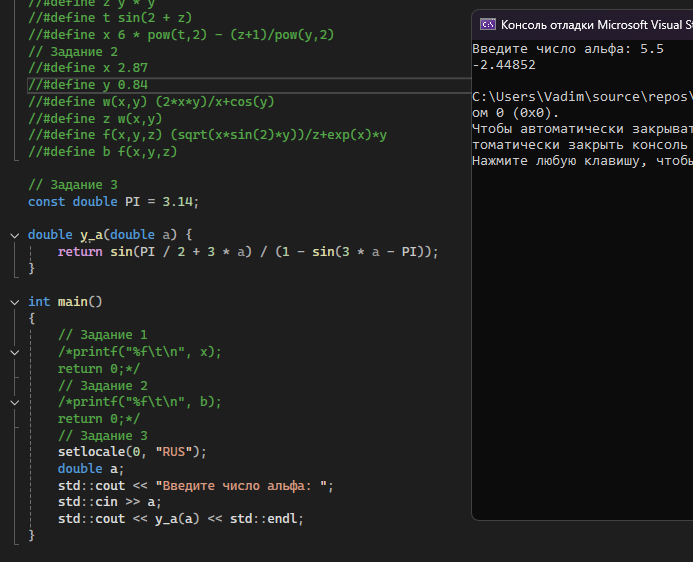 //#define z y * y
//#define t sin(2 + z)
//#define x 6 * pow(t,2) - (z+1)/pow(y,2)
// Задание 2
//#define x 2.87
//#define y 0.84
//#define w(x,y) (2*x*y)/x+cos(y)
//#define z w(x,y)
//#define f(x,y,z) (sqrt(x*sin(2)*y))/z+exp(x)*y
//#define b f(x,y,z)
// Задание 3
const double PI = 3.14;
double y_a(double a) {
return sin(PI / 2 + 3 * a) / (1 - sin(3 * a - PI));
}
int main()
{
// Задание 1
/*printf("%f\t\n", x);
return 0;*/
// Задание 2
/*printf("%f\t\n", b);
return 0;*/
// Задание 3
setlocale(0, "RUS");
double a;
std::cout << "Введите число альфа: ";
std::cin >> a;
std::cout << y_a(a) << std::endl;
}
Консоль отладки Microsoft Visual S
Введите число альфа: 5.5
-2.44852
C:\Users\Vadim\source\repos\
ом 0 (0x0).
Чтобы автоматически закрыват
томатически закрыть консоль
Нажмите любую клавишу, чтобы